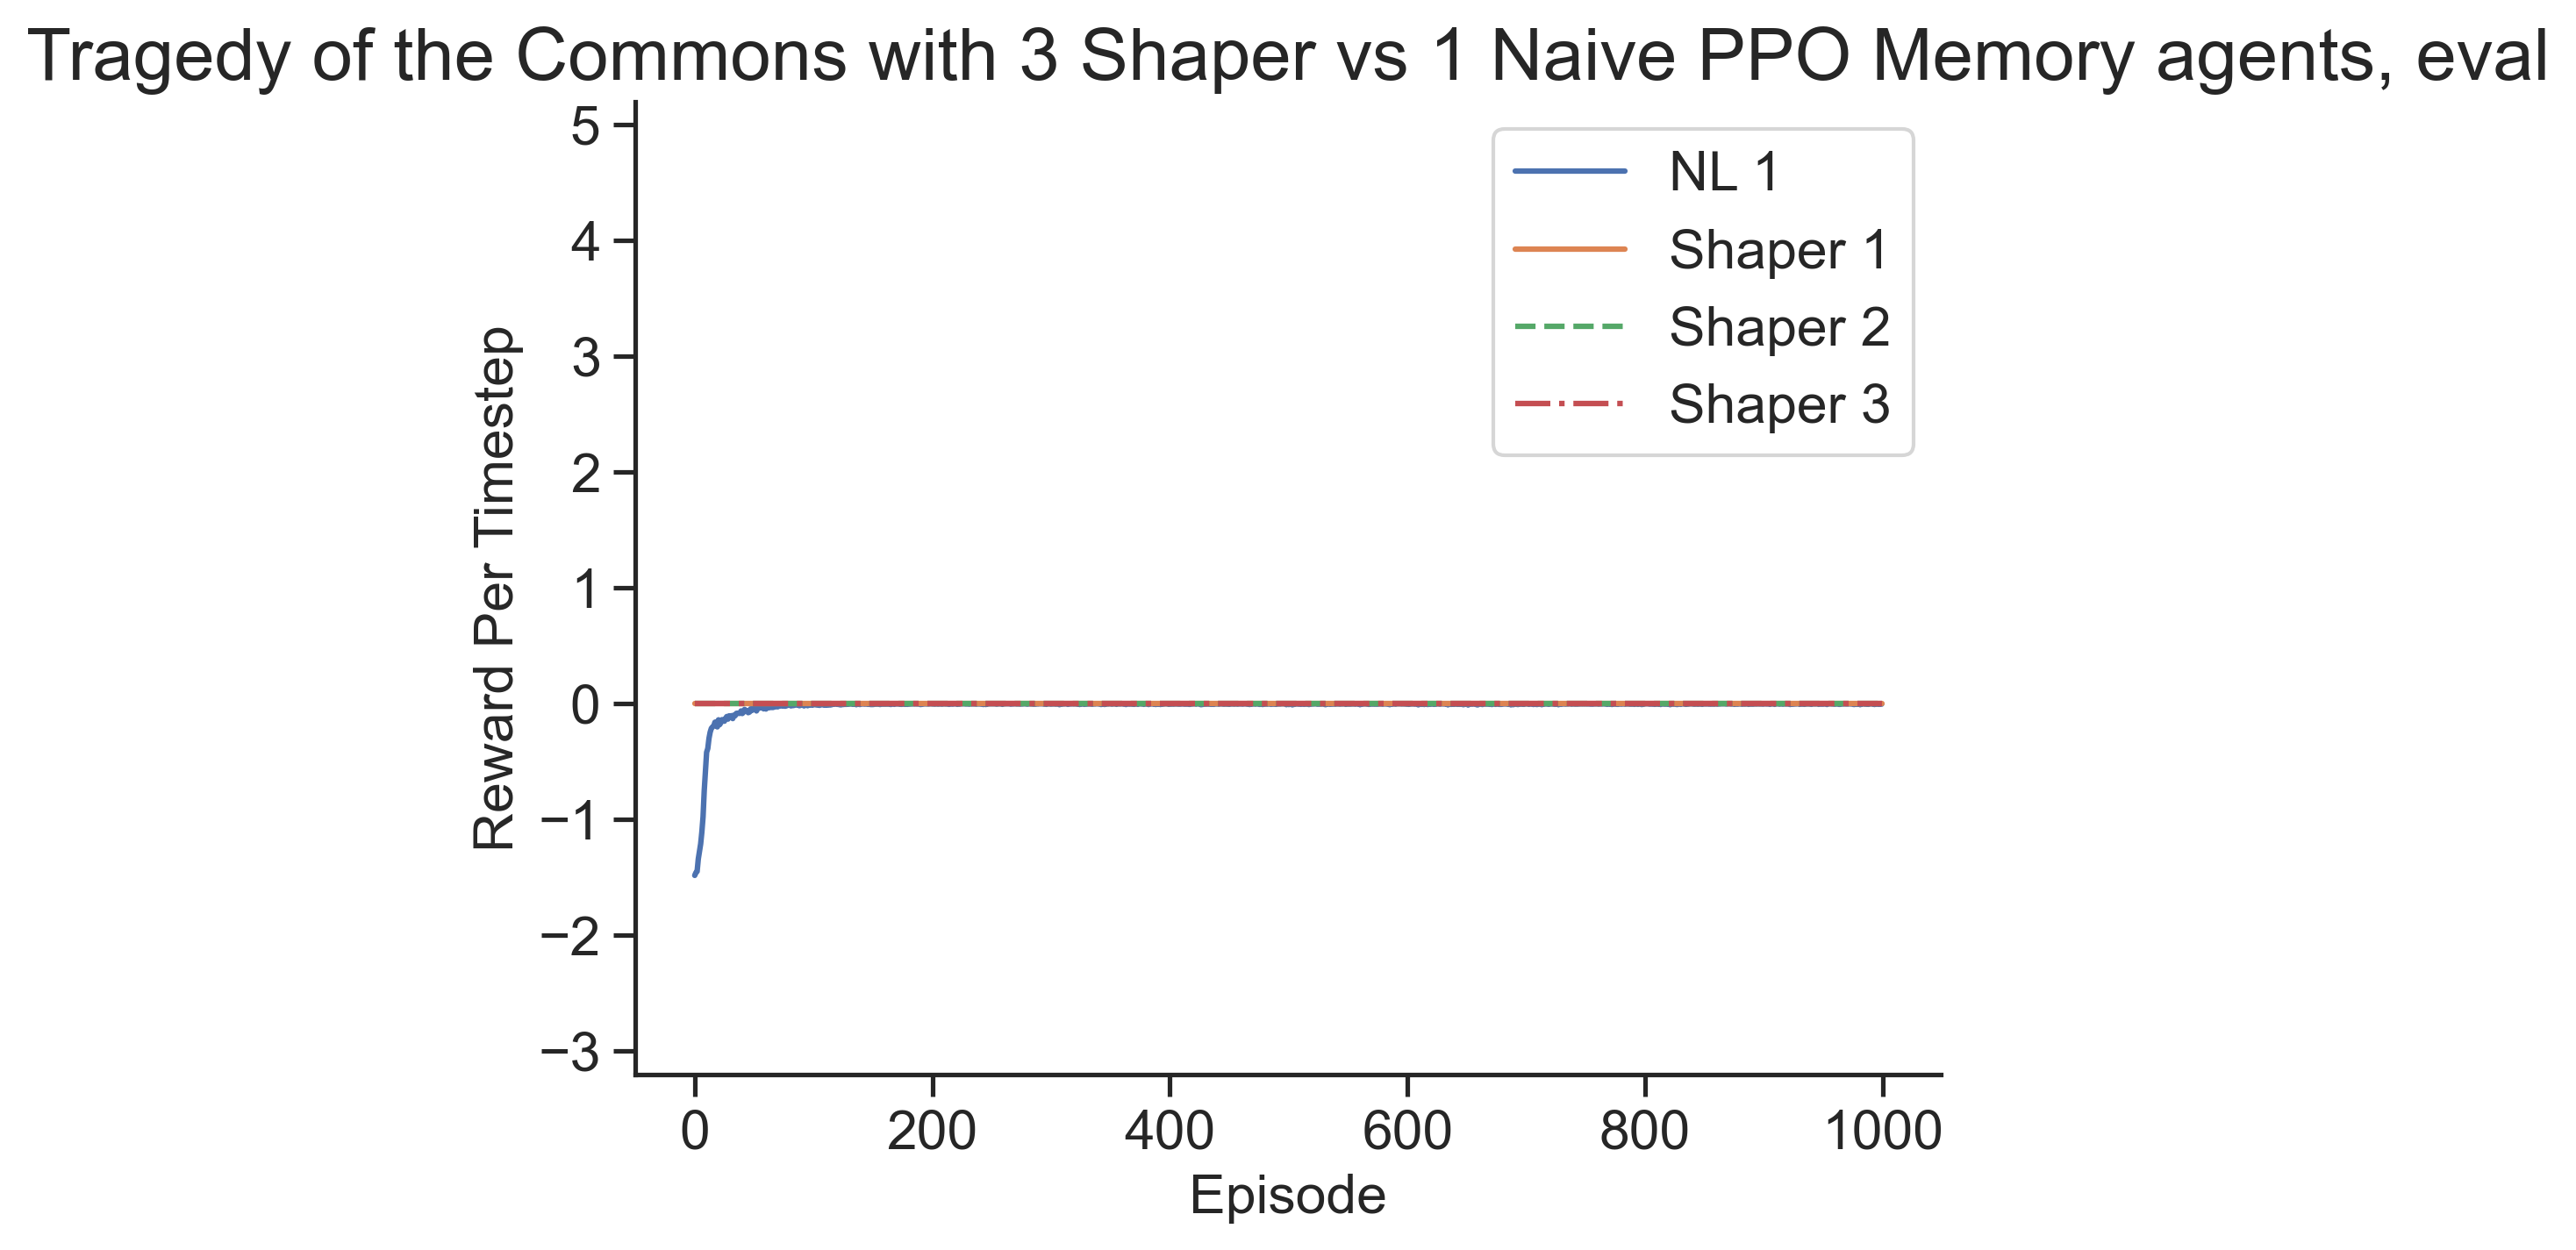 Tragedy of the Commons with 3 Shaper vs 1 Naive PPO Memory agents, eval
5
4
3
2
1
0
−1
−2
−3
Reward Per Timestep
NL 1
Shaper 1
Shaper 2
Shaper 3
0 200 400 600 800 1000
Episode